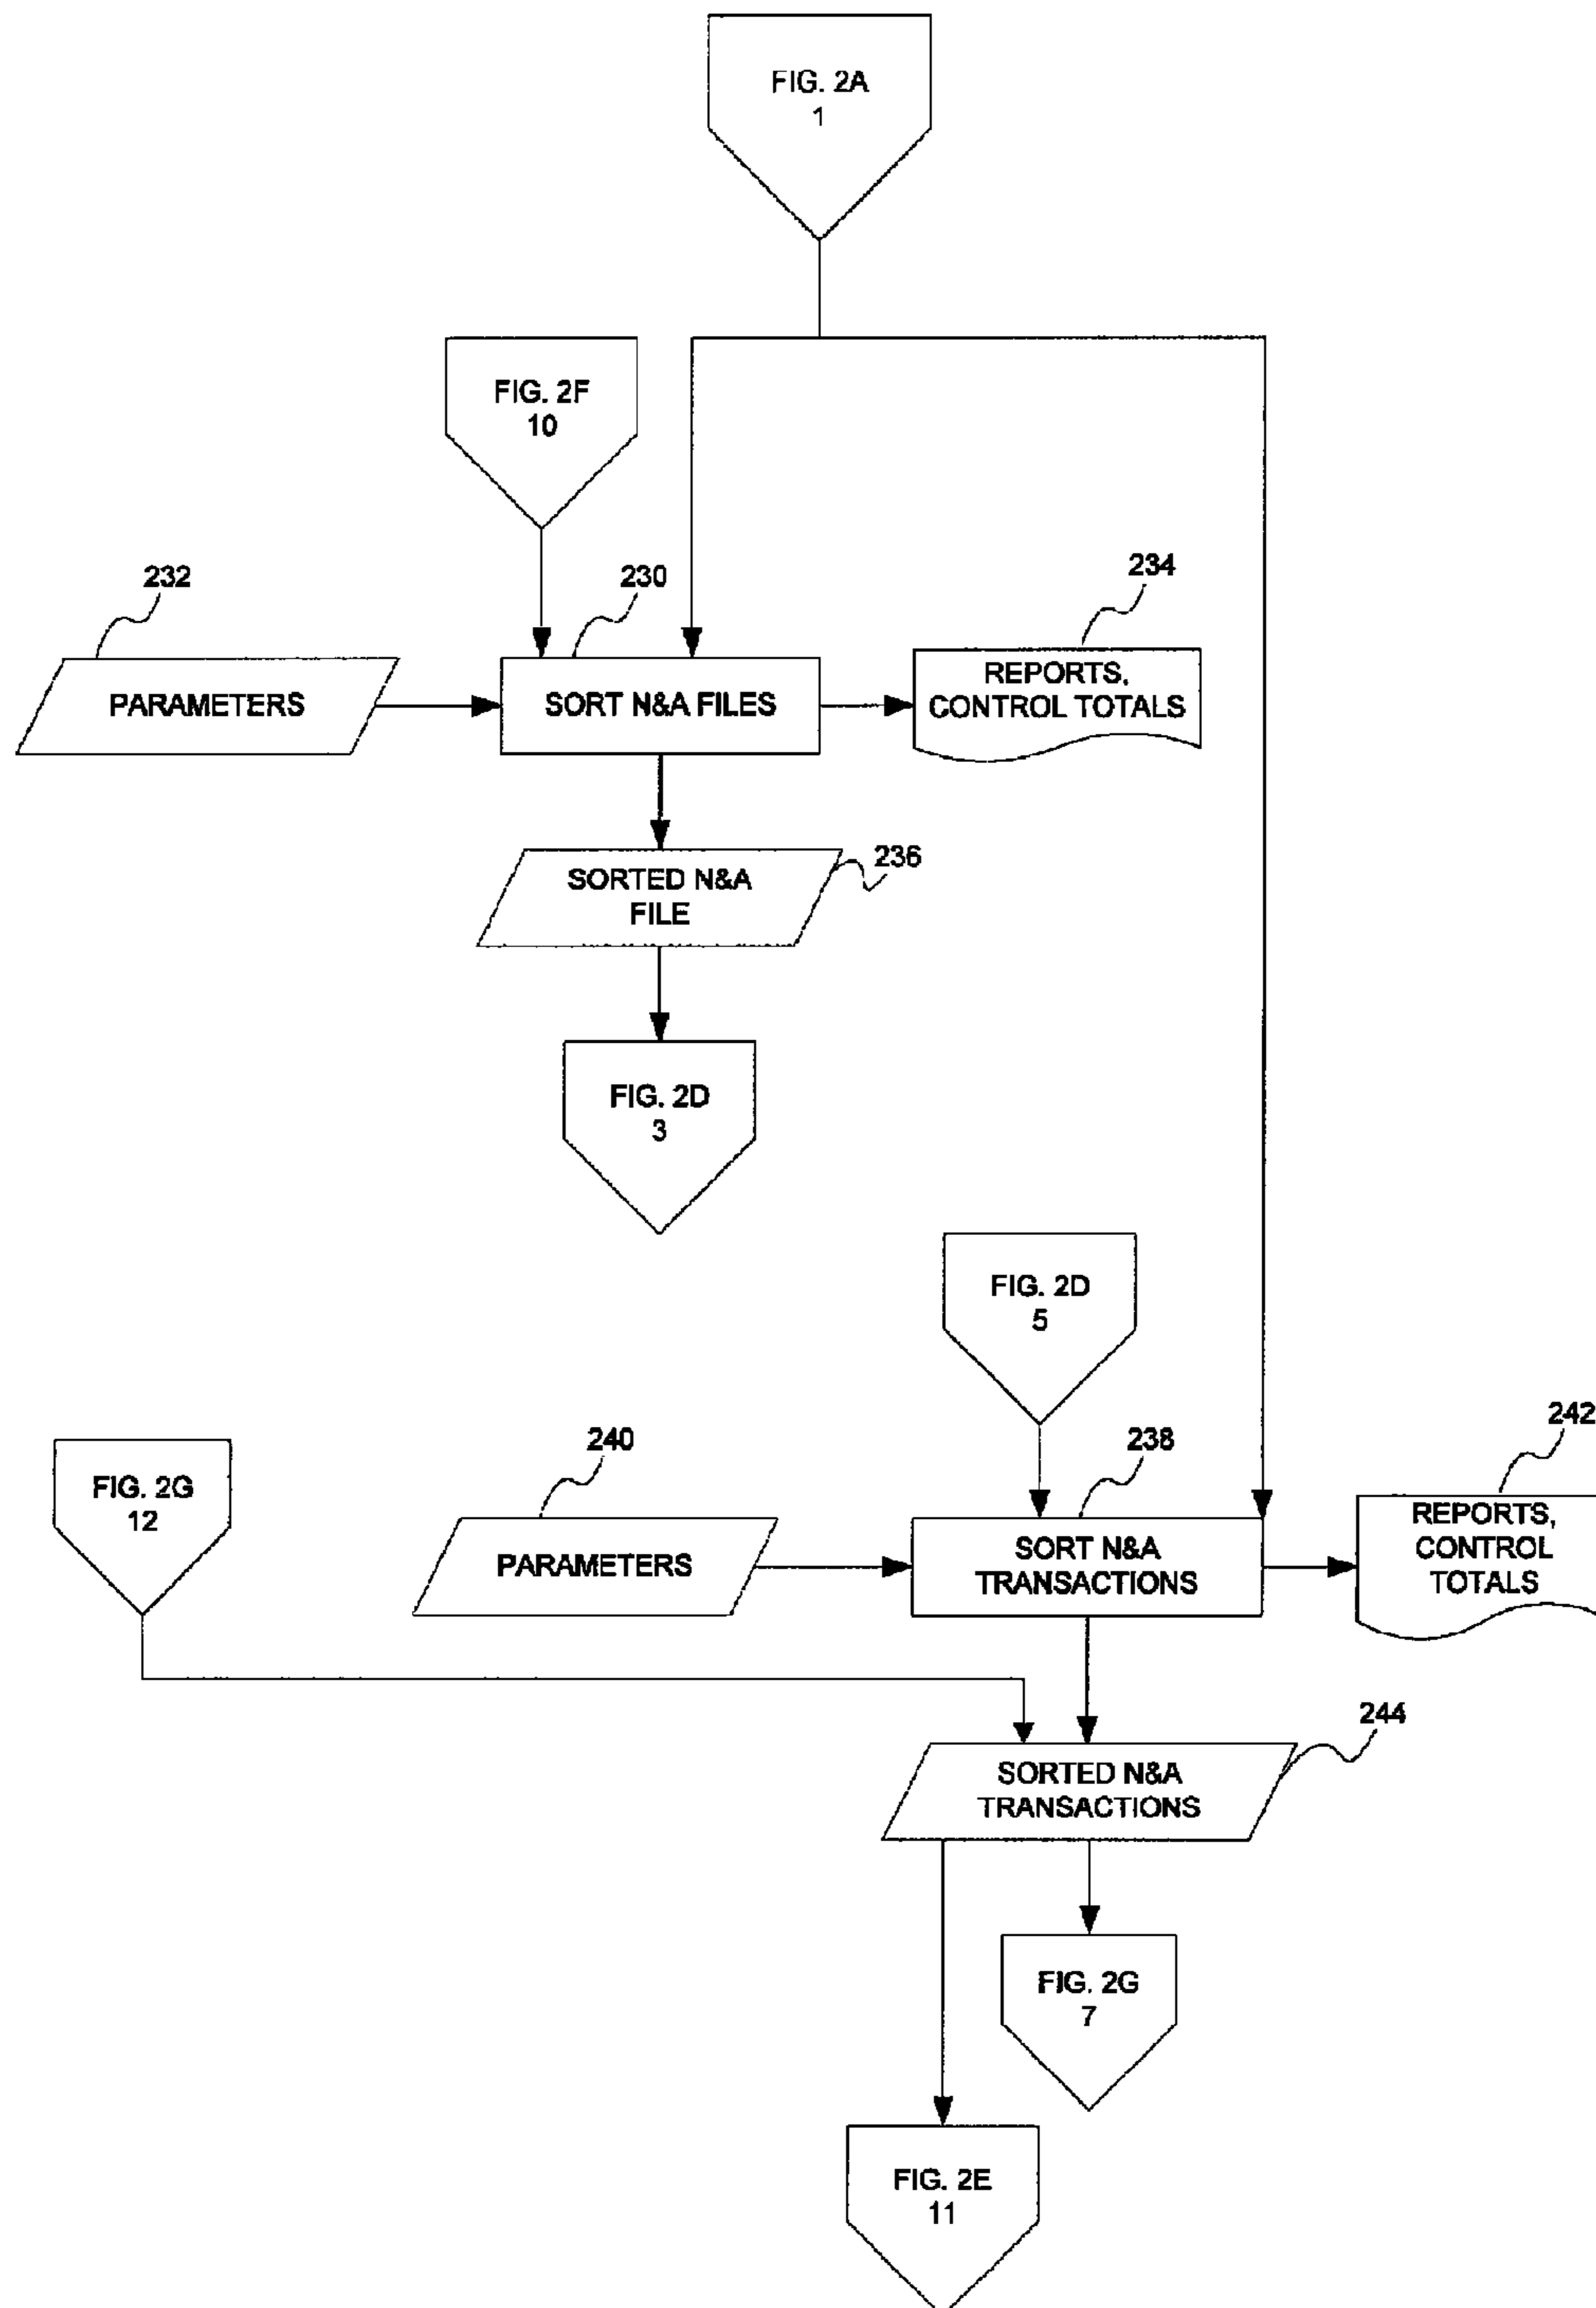 FIG. 2A
1
FIG. 2F
10
232
230
234
PARAMETERS
SORT N&A FILES
REPORTS,
CONTROL TOTALS
236
SORTED N&A
FILE
FIG. 2D
3
FIG. 2D
5
242
240
238
FIG. 2G
12
PARAMETERS
SORT N&A
TRANSACTIONS
REPORTS,
CONTROL
TOTALS
244
SORTED N&A
TRANSACTIONS
FIG. 2G
7
FIG. 2E
11